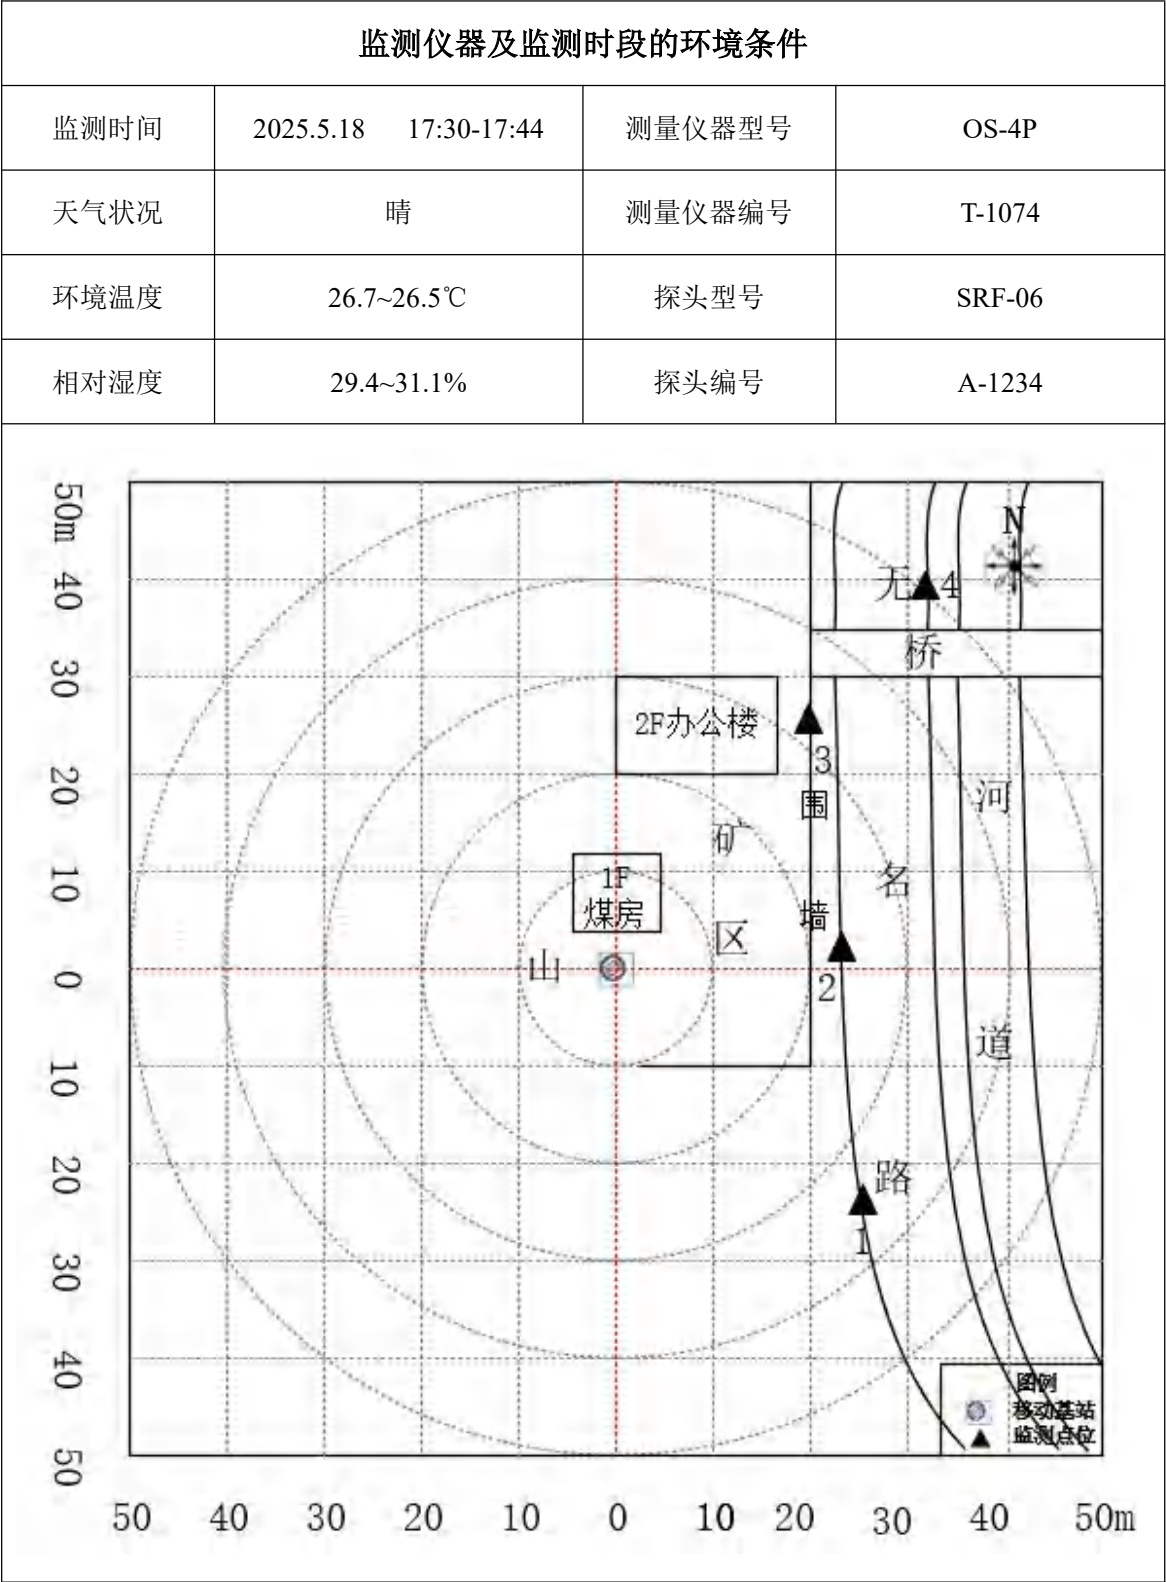 监测仪器及监测时段的环境条件
监测时间 2025.5.18 17:30-17:44 测量仪器型号 OS-4P
天气状况 晴 测量仪器编号 T-1074
环境温度 26.7~26.5℃ 探头型号 SRF-06
相对湿度 29.4~31.1% 探头编号 A-1234
50m
40
30
20
10
0
10
20
30
40
50
N
无 4
桥
2F办公楼
3
围
河
矿
1F
煤房
名
墙
区
山
2
道
路
1
图例
移动基站
监测点位
50 40 30 20 10 0 10 20 30 40 50m